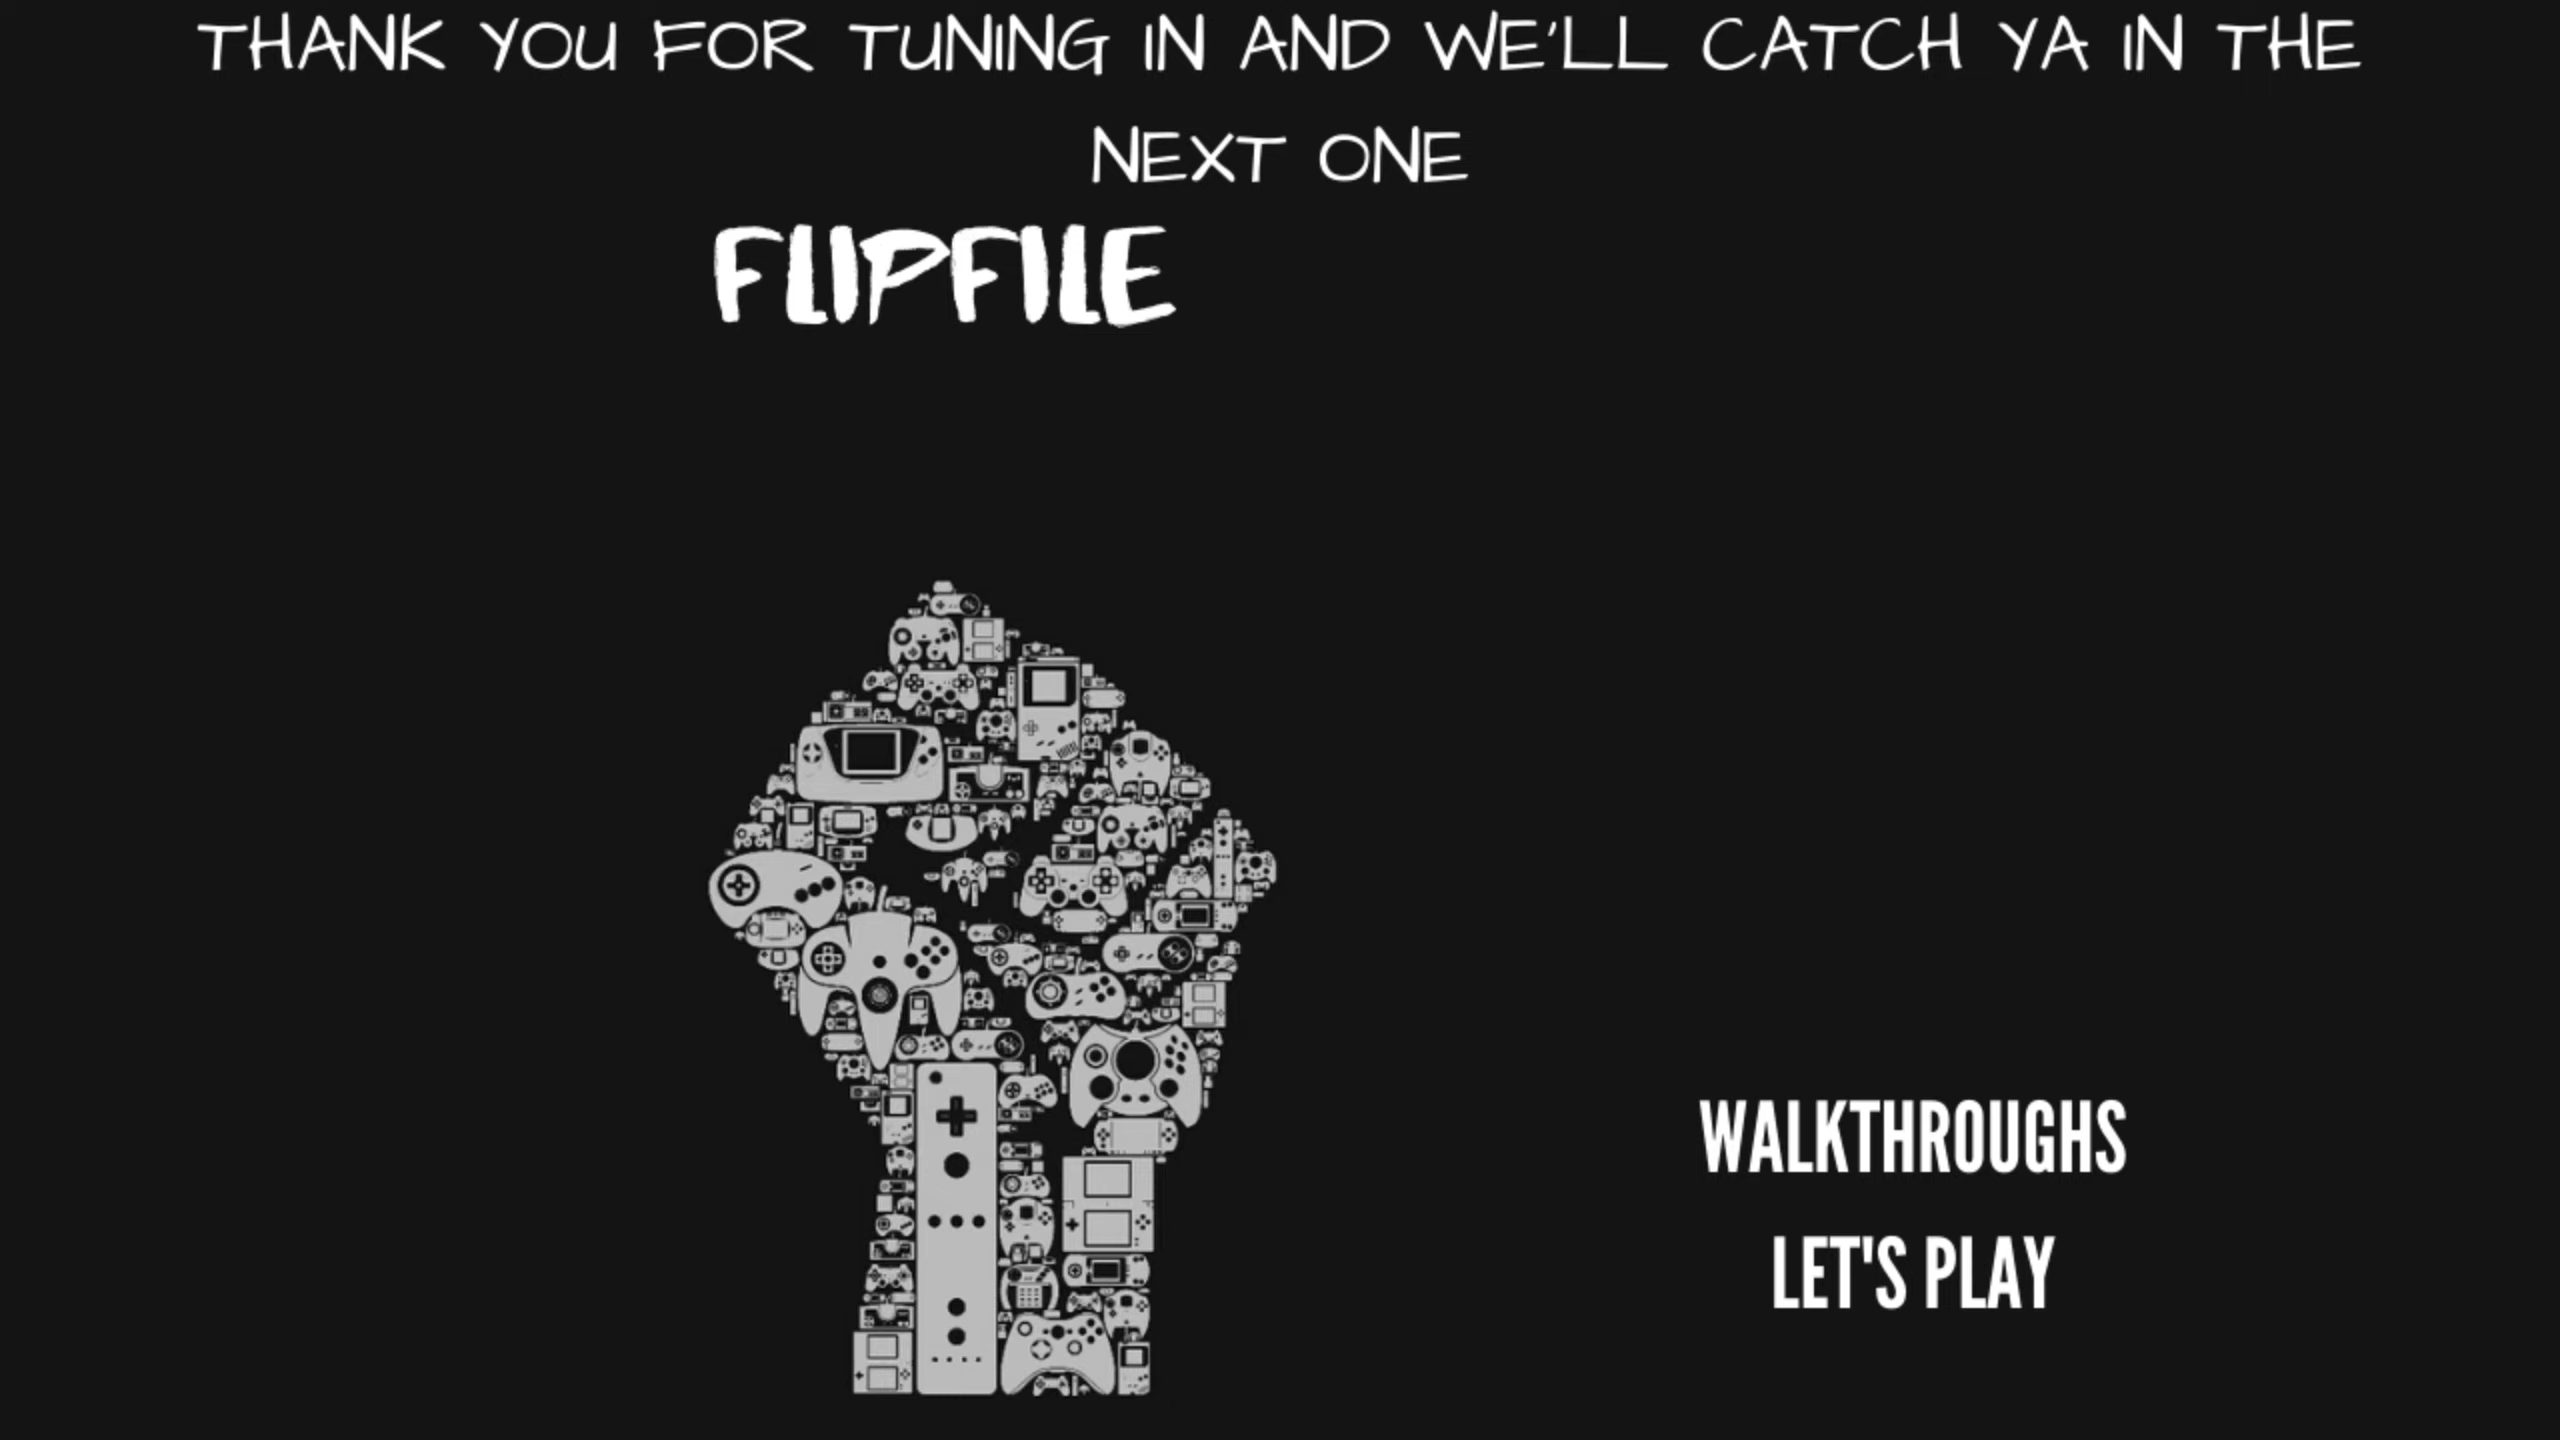 THANK YOU FOR TUNING IN AND WE'LL CATCH YA IN THE
NEXT ONE
FLIPFILE
WALKTHROUGHS
LET'S PLAY